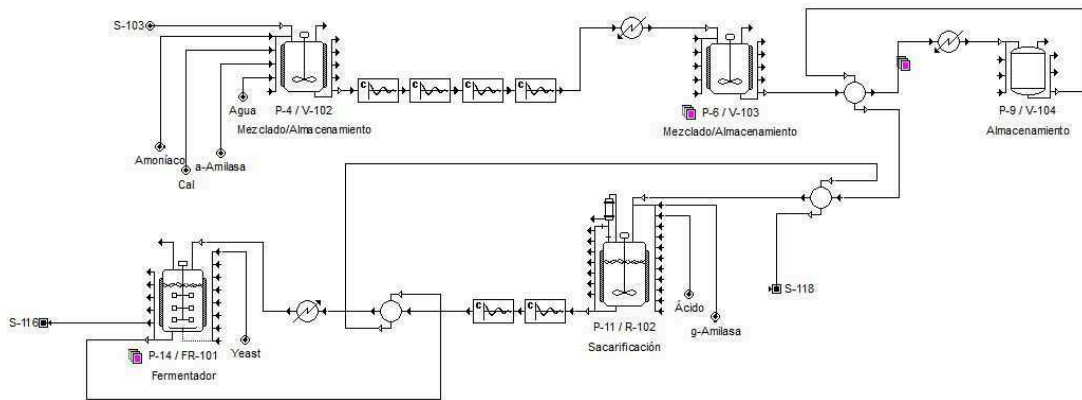 S-103
Agua
P-4 / V-102
Mezclado/Almacenamiento
Amoníaco
a-Amilasa
Cal
C
C
C
C
P-6 / V-103
Mezclado/Almacenamiento
P-9 / V-104
Almacenamiento
S-118
Ácido
g-Amilasa
P-11 / R-102
Sacarificación
C
C
S-116
P-14 / FR-101
Fermentador
Yeast